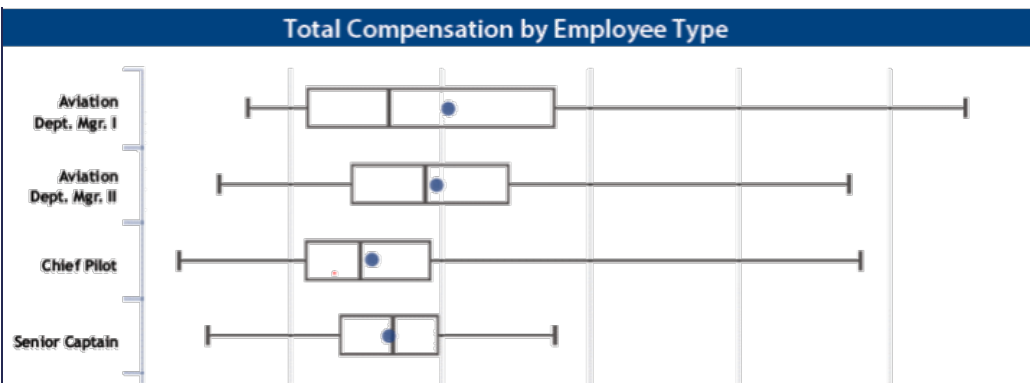 Total Compensation by Employee Type
Aviation
Dept. Mgr. I
Aviation
Dept. Mgr. II
Chief Pilot
Senior Captain